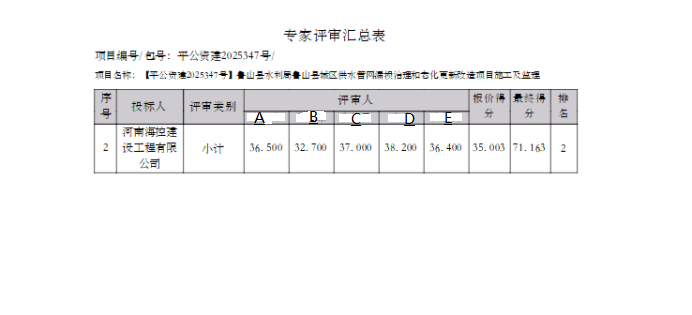 专家评审汇总表
项目编号/包号：平公资建2025347号/
项目名称：【平公资建2025347号】鲁山县水利局鲁山县城区供水管网漏损治理和老化更新改造项目施工及监理
序号 投标人 评审类别 评审人 报价得分 最终得分 排名
A B C D E
2 河南海控建设工程有限公司 小计 36.500 32.700 37.000 38.200 36.400 35.003 71.163 2